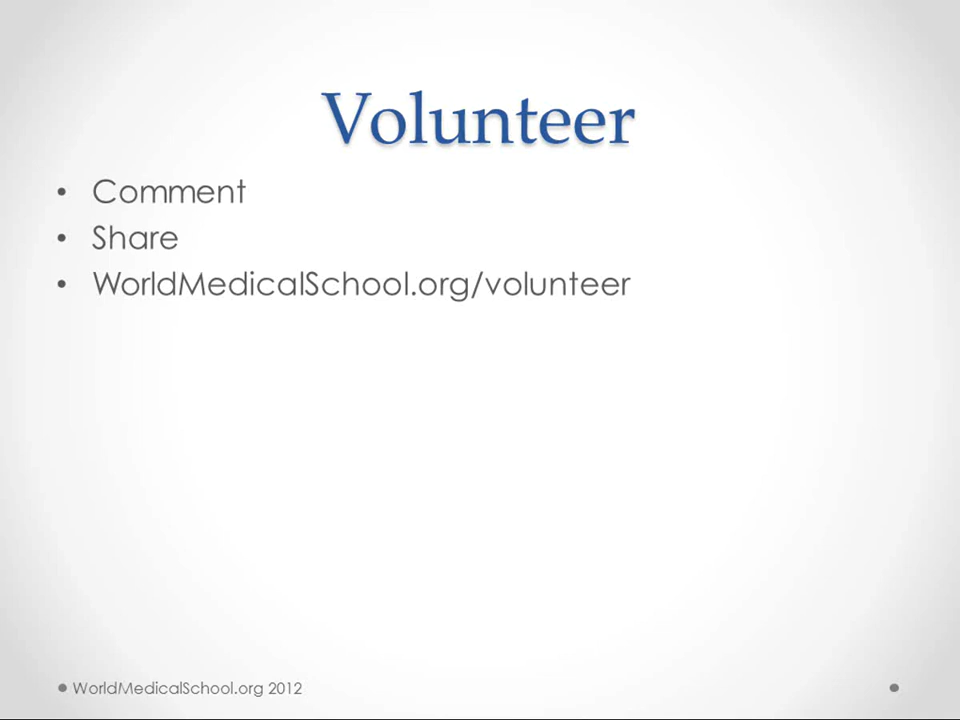 Volunteer
• Comment
• Share
• WorldMedicalSchool.org/volunteer
WorldMedicalSchool.org 2012